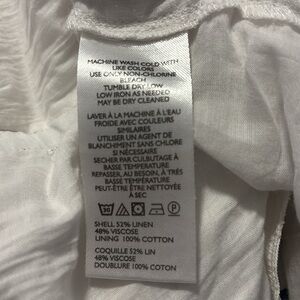 MACHINE WASH COLD WITH
LIKE COLORS
USE ONLY NON-CHLORINE
BLEACH
TUMBLE DRY LOW
LOW IRON AS NEEDED
MAY BE DRY CLEANED
LAVER À LA MACHINE À L'EAU
FROIDE AVEC COULEURS
SIMILAIRES
UTILISER UN AGENT DE
BLANCHIMENT SANS CHLORE
SI NÉCESSAIRE
SECHER PAR CULBUTAGE À
BASSE TEMPÉRATURE
REPASSER, AU BESOIN, À TRÈS
BASSE TEMPÉRATURE
PEUT-ÊTRE ÊTRE NETTOYÉE
À SEC
30
P
SHELL 52% LINEN
48% VISCOSE
LINING 100% COTTON
COQUILLE 52% LIN
48% VISCOSE
DOUBLURE 100% COTON